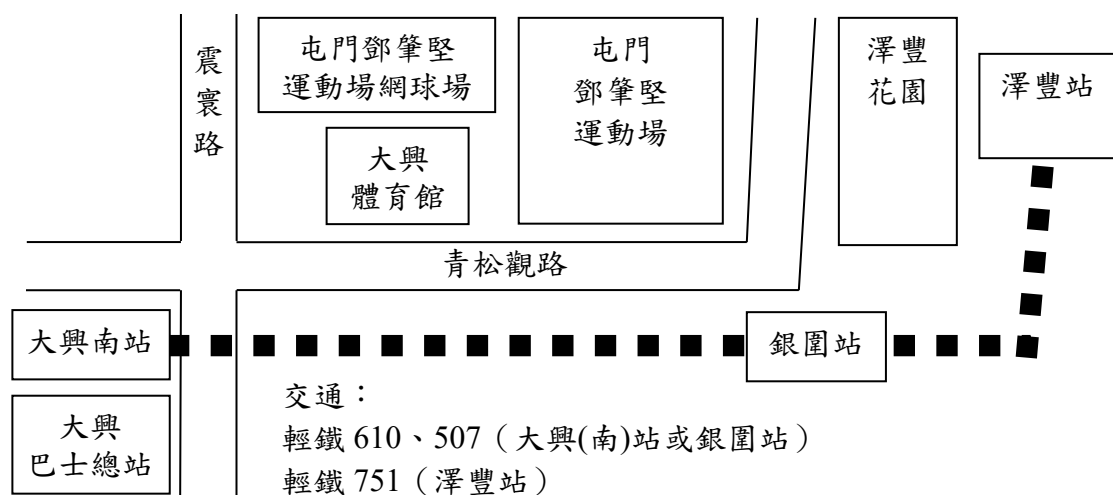 震
寰
路
屯門鄧肇堅
運動場網球場
大興
體育館
屯門
鄧肇堅
運動場
澤豐
花園
澤豐站
青松觀路
大興南站
銀圍站
大興
巴士總站
交通：
輕鐵 610、507（大興(南)站或銀圍站）
輕鐵 751（澤豐站）